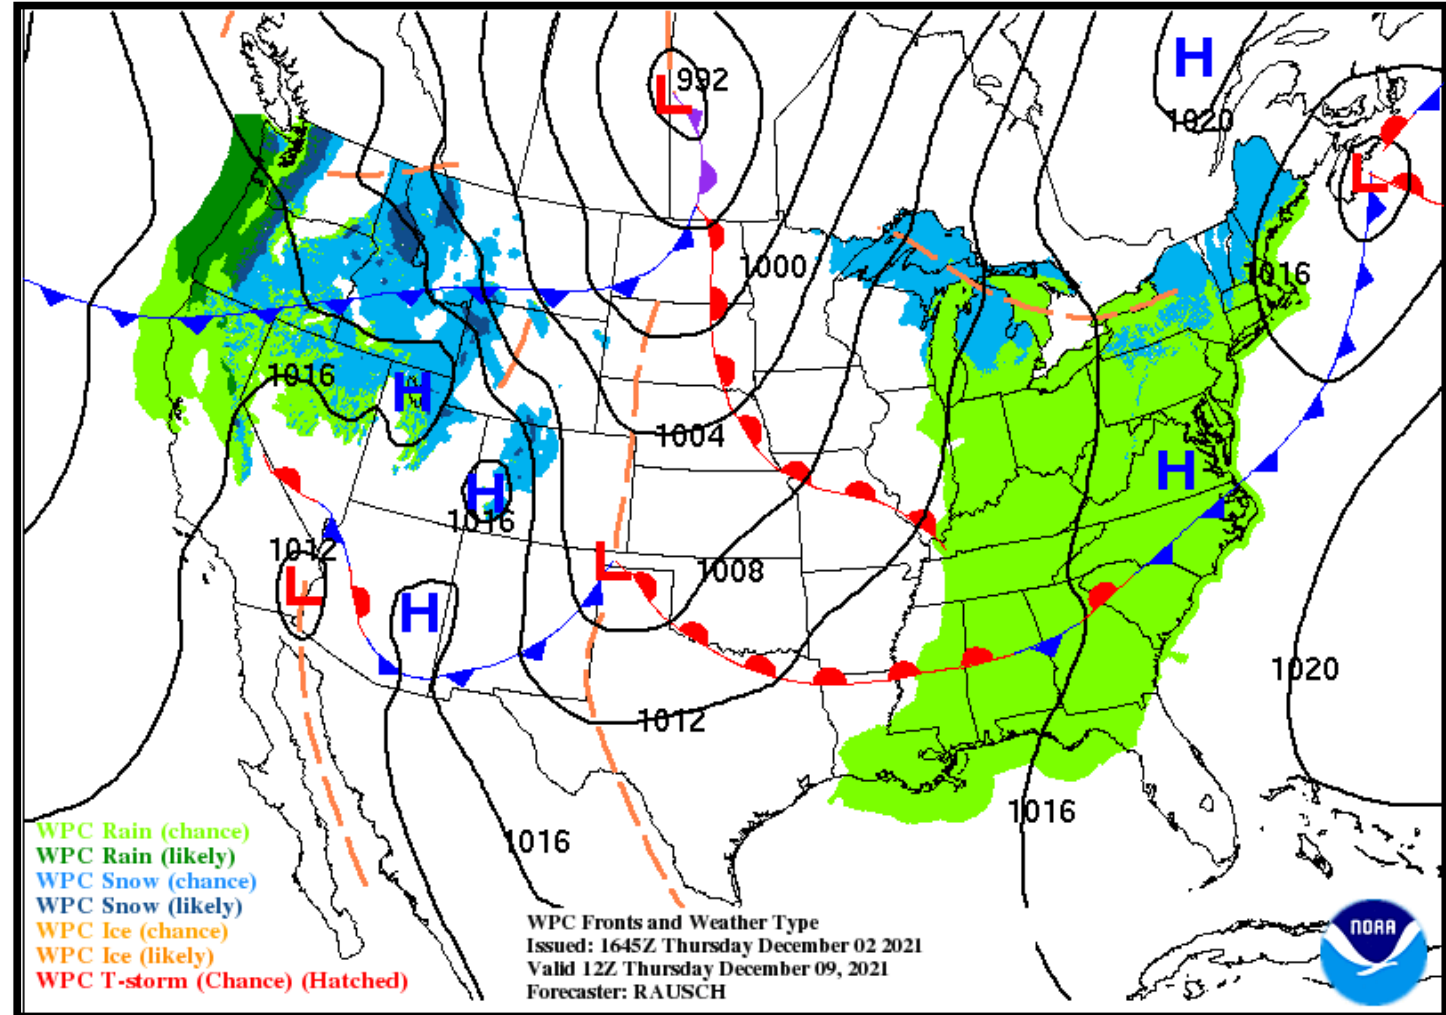 H
L 992
1020
L
1000
1016
1016
H
1004
H
H
1016
1012
L
L
1008
H
1020
1012
1016
1016
WPC Rain (chance)
WPC Rain (likely)
WPC Snow (chance)
WPC Snow (likely)
WPC Ice (chance)
WPC Ice (likely)
WPC T-storm (Chance) (Hatched)
WPC Fronts and Weather Type
Issued: 1645Z Thursday December 02 2021
Valid 12Z Thursday December 09, 2021
Forecaster: RAUSCH
NOAA